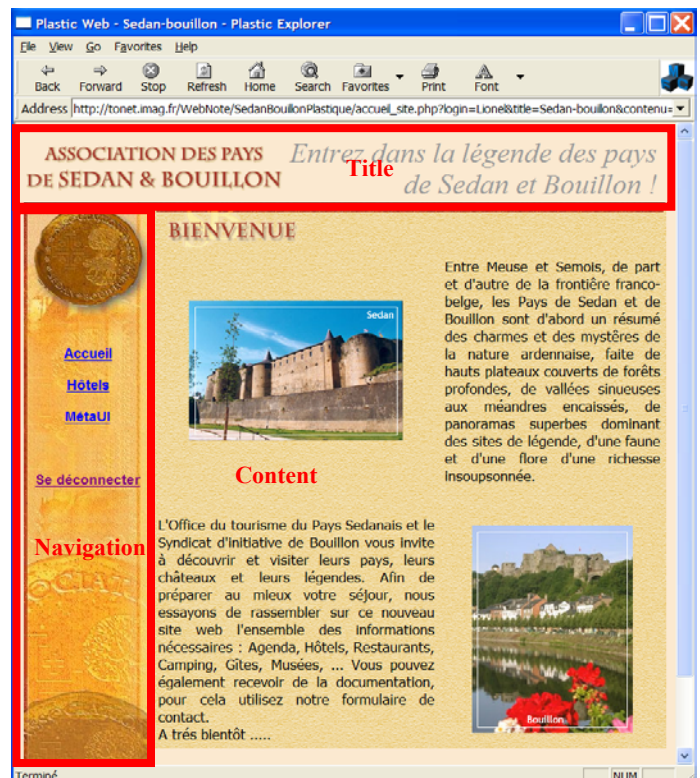 Plastic Web - Sedan-bouillon - Plastic Explorer
File View Go Favorites Help
Back Forward Stop Refresh Home Search Favorites Print Font
Address http://tonet.imag.fr/WebNote/SedanBouillonPlastique/accueil_site.php?login=Lionel&title=Sedan-bouillon&contenu=
ASSOCIATION DES PAYS
DE SEDAN & BOUILLON
Entrez dans la légende des pays
de Sedan et Bouillon !
Title
BIENVENUE
Entre Meuse et Semois, de part
et d'autre de la frontière franco-
belge, les Pays de Sedan et de
Bouillon sont d'abord un résumé
des charmes et des mystères de
la nature ardennaise, faite de
hauts plateaux couverts de forêts
profondes, de vallées sinueuses
aux méandres encaissés, de
panoramas superbes dominant
des sites de légende, d'une faune
et d'une flore d'une richesse
insoupsonnée.
Sedan
Accueil
Hôtels
MétaUI
Se déconnecter
Navigation
Content
L'Office du tourisme du Pays Sedanais et le
Syndicat d'initiative de Bouillon vous invite
à découvrir et visiter leurs pays, leurs
châteaux et leurs légendes. Afin de
préparer au mieux votre séjour, nous
essayons de rassembler sur ce nouveau
site web l'ensemble des informations
nécessaires : Agenda, Hôtels, Restaurants,
Camping, Gîtes, Musées, ... Vous pouvez
également recevoir de la documentation,
pour cela utilisez notre formulaire de
contact.
A trés bientôt .....
Bouillon
Terminé
NUM